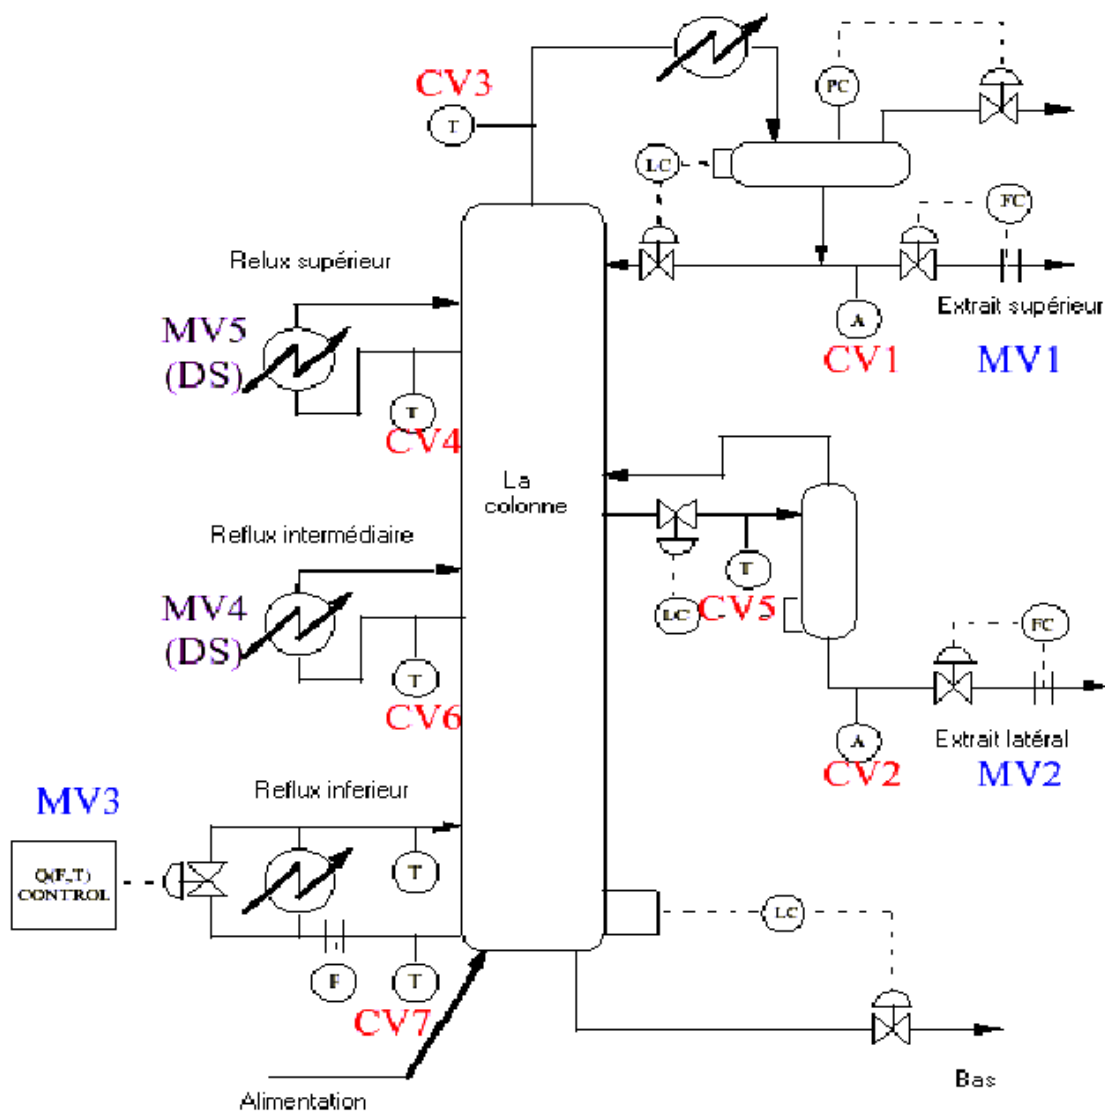 CV3
T
PC
LC
FC
Relux supérieur
Extrait supérieur
MV5
(DS)
A
CV1
MV1
T
CV4
La
colonne
Reflux intermédiaire
MV4
(DS)
T
CV5
LC
FC
T
CV6
A
Extrait latéral
CV2
MV2
Reflux inferieur
MV3
Q(F,T)
CONTROL
T
LC
F
T
CV7
Bas
Alimentation